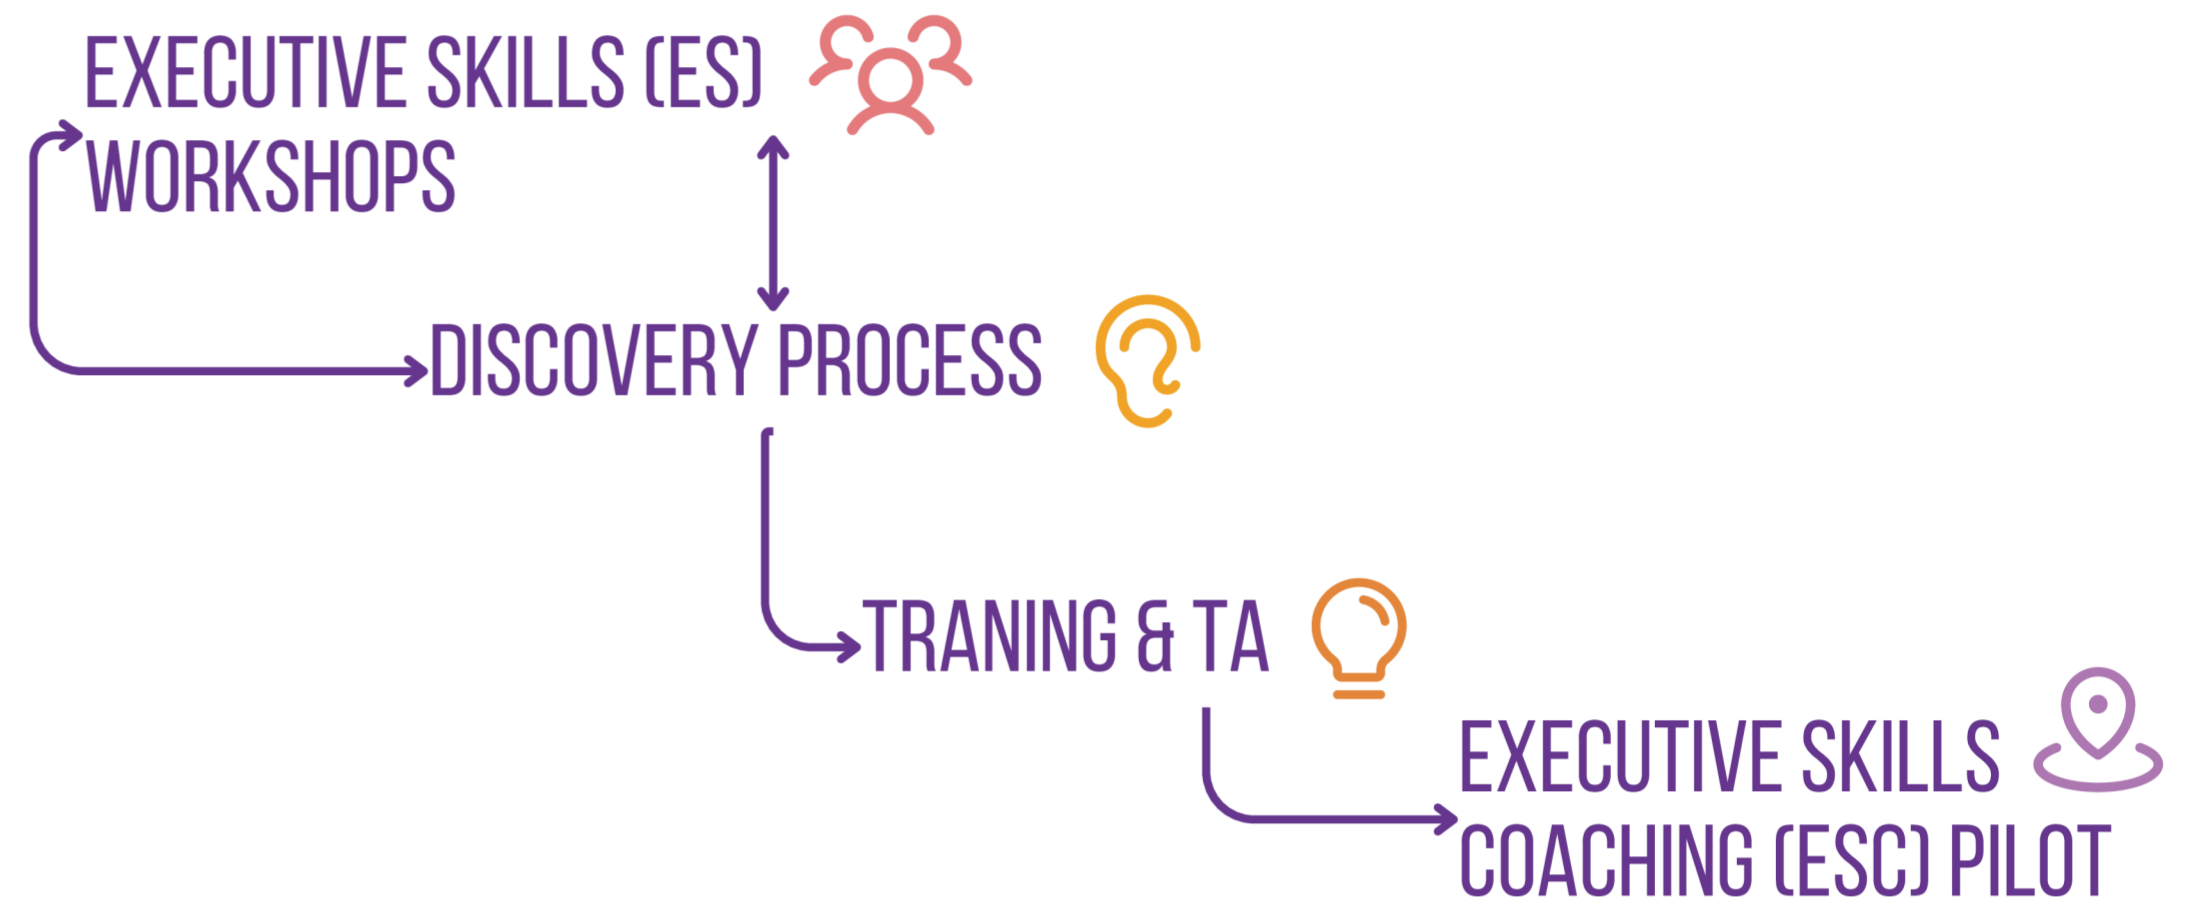 EXECUTIVE SKILLS (ES)
WORKSHOPS
DISCOVERY PROCESS
TRANING & TA
EXECUTIVE SKILLS
COACHING (ESC) PILOT